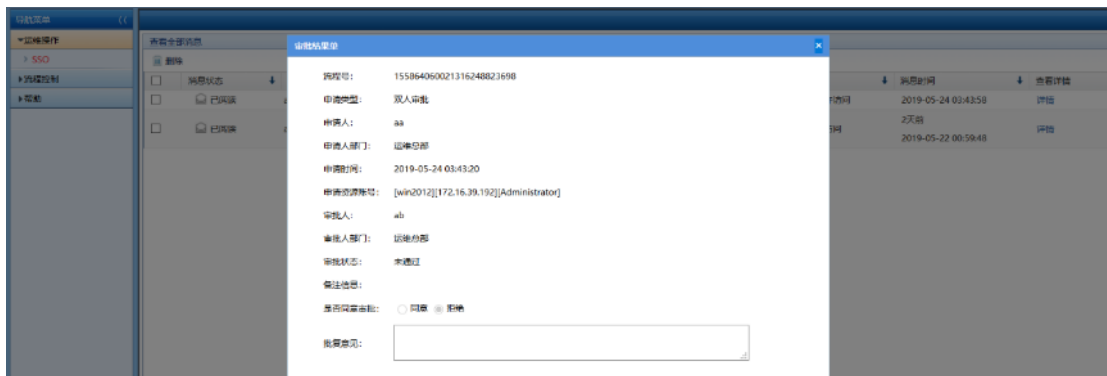 导航菜单
运维操作
SSO
流程控制
帮助
查看全部消息
删除
消息状态
消息时间
查看详情
已阅读
2019-05-24 03:43:58
详情
已阅读
2天前
2019-05-22 00:59:48
详情
审批结果单
流程号: 155864060021316248823698
申请类型: 双人审批
申请人: aa
申请人部门: 运维总部
申请时间: 2019-05-24 03:43:20
申请资源账号: [win2012][172.16.39.192][Administrator]
审批人: ab
审批人部门: 运维总部
审批状态: 未通过
备注信息:
是否同意审批: 同意 拒绝
批复意见: